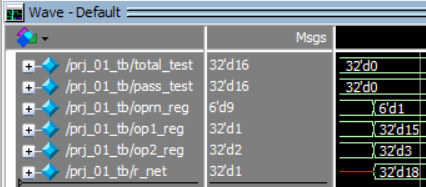 Wave - Default
Msgs
/prj_01_tb/total_test 32'd16 32'd0
/prj_01_tb/pass_test 32'd16 32'd0
/prj_01_tb/oprn_reg 6'd9 6'd1
/prj_01_tb/op1_reg 32'd1 32'd15
/prj_01_tb/op2_reg 32'd2 32'd3
/prj_01_tb/r_net 32'd1 32'd18